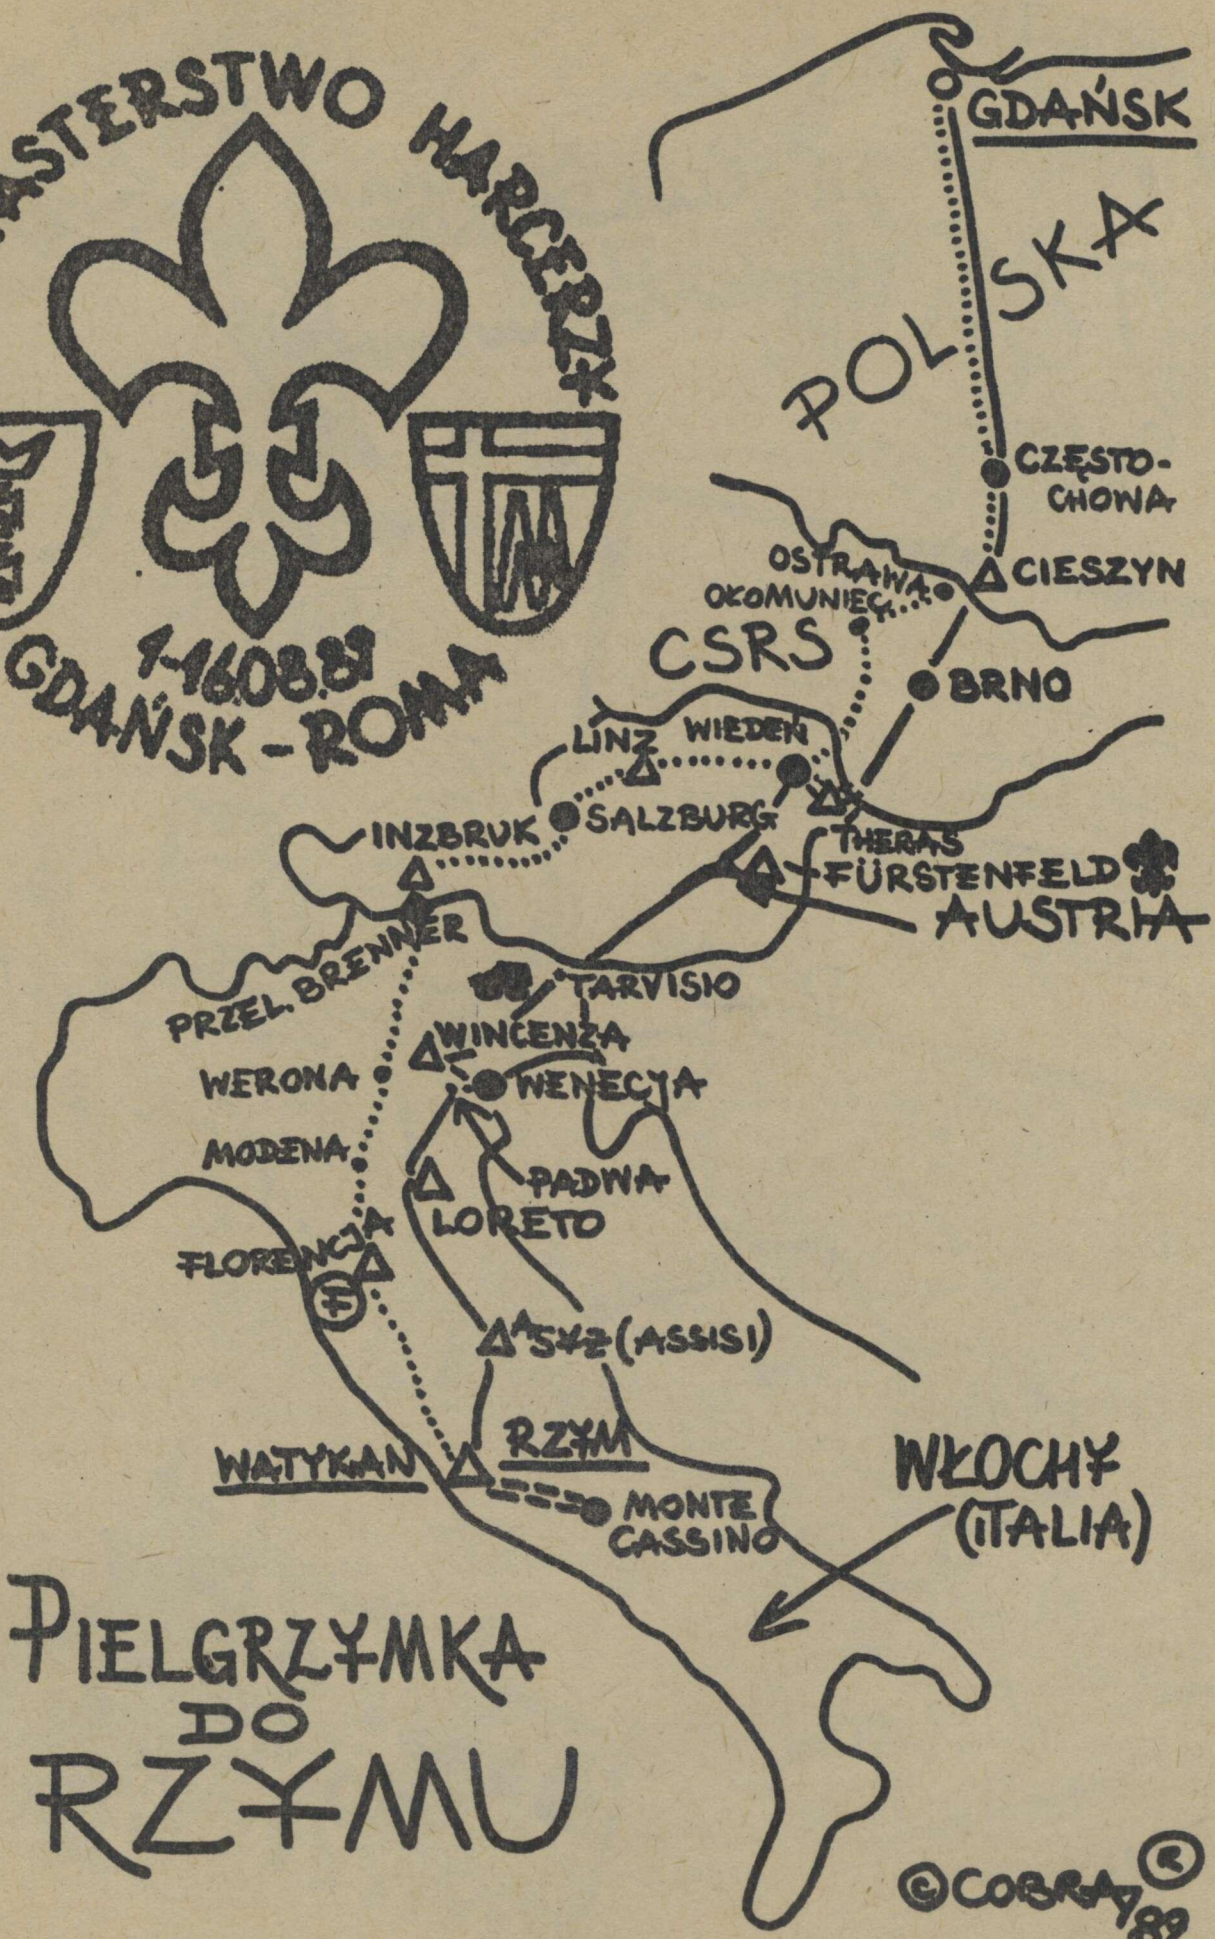 HARCERZY
1-16.08.89
GDAŃSK - ROMA
GDAŃSK
POLSKA
CZĘSTO-
CHOWA
CIESZYN
OSTRAWA
OŁOMUNIEC
CSRS
BRNO
LINZ
WIEDEŃ
INZBRUK
SALZBURG
THERAS
FÜRSTENFELD
AUSTRIA
PRZEL. BRENNER
TARVISIO
WINCENZA
WERONA
WENECJA
MODENA
PADWA
LORETO
FLORENCJA
F
ASYŻ (ASSISI)
WATYKAN
RZYM
MONTE
CASSINO
WŁOCHY
(ITALIA)
PIELGRZYMKA
DO
RZYMU
© COBRA ®
89